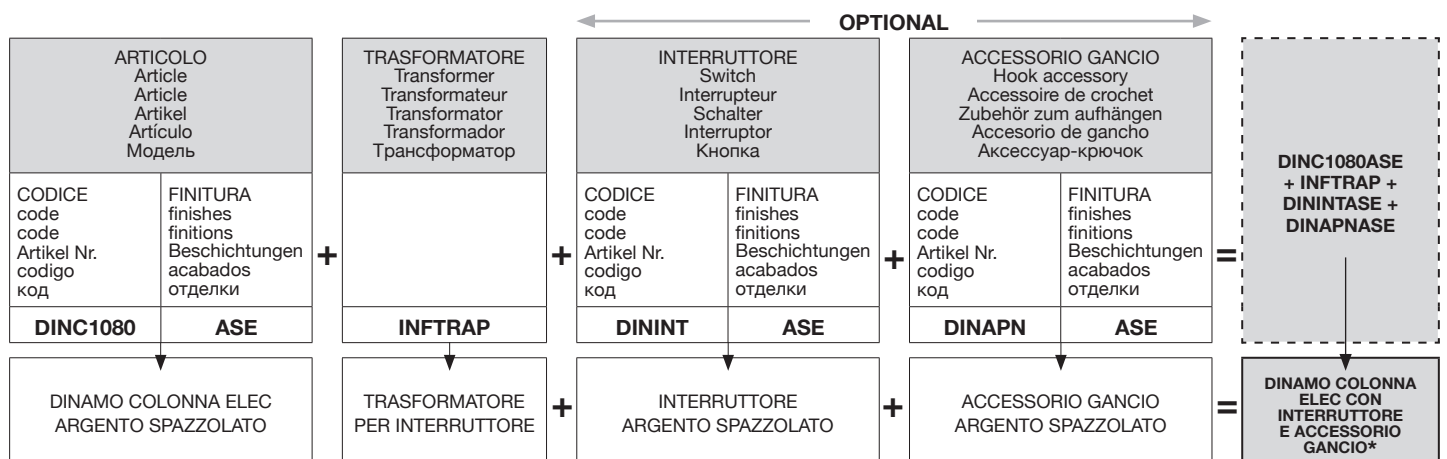 OPTIONAL
ARTICOLO
Article
Article
Artikel
Artículo
Модель
CODICE
code
code
Artikel Nr.
codigo
код
FINITURA
finishes
finitions
Beschichtungen
acabados
отделки
DINC1080
ASE
DINAMO COLONNA ELEC
ARGENTO SPAZZOLATO
+
TRASFORMATORE
Transformer
Transformateur
Transformator
Transformador
Трансформатор
INFTRAP
TRASFORMATORE
PER INTERRUTTORE
+
+
INTERRUTTORE
Switch
Interrupteur
Schalter
Interruptor
Кнопка
CODICE
code
code
Artikel Nr.
codigo
код
FINITURA
finishes
finitions
Beschichtungen
acabados
отделки
DININT
ASE
INTERRUTTORE
ARGENTO SPAZZOLATO
+
+
ACCESSORIO GANCIO
Hook accessory
Accessoire de crochet
Zubehör zum aufhängen
Accesorio de gancho
Аксессуар-крючок
CODICE
code
code
Artikel Nr.
codigo
код
FINITURA
finishes
finitions
Beschichtungen
acabados
отделки
DINAPN
ASE
ACCESSORIO GANCIO
ARGENTO SPAZZOLATO
=
=
DINC1080ASE
+ INFTRAP +
DININTASE +
DINAPNASE
DINAMO COLONNA
ELEC CON
INTERRUTTORE
E ACCESSORIO
GANCIO*